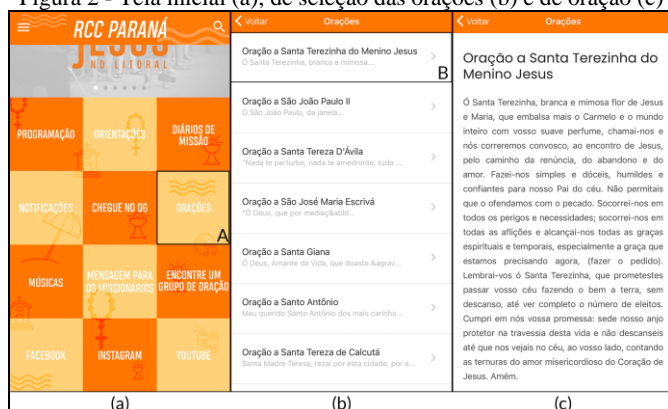 Figura 2 - Tela inicial (a), de seleção das orações (b) e de oração (c)
RCC PARANÁ
JESUS
NO LITORAL
PROGRAMAÇÃO
ORIENTAÇÕES
DIÁRIOS DE
MISSÃO
NOTIFICAÇÕES
CHEGUE NO QG
ORAÇÕES
A
MÚSICAS
MENSAGEM PARA
OS MISSIONÁRIOS
ENCONTRE UM
GRUPO DE ORAÇÃO
FACEBOOK
INSTAGRAM
YOUTUBE
(a)
Voltar
Orações
Oração a Santa Terezinha do Menino Jesus
Ó Santa Terezinha, branca e mimosa...
B
Oração a São João Paulo II
Ó São João Paulo, da janela...
Oração a Santa Tereza D'Ávila
"Nada te perturbe, nada te amedronte, tudo ...
Oração a São José Maria Escrivá
"Ó Deus, que por mediaç&atild...
Oração a Santa Giana
Ó Deus, Amante da Vida, que doaste &agrav...
Oração a Santo Antônio
Meu querido Santo Antônio dos mais carinho...
Oração a Santa Tereza de Calcutá
Santa Madre Teresa, rezai por esta cidade, por e...
(b)
Voltar
Orações
Oração a Santa Terezinha do
Menino Jesus
Ó Santa Terezinha, branca e mimosa flor de Jesus
e Maria, que embalsa mais o Carmelo e o mundo
inteiro com vosso suave perfume, chamai-nos e
nós correremos convosco, ao encontro de Jesus,
pelo caminho da renúncia, do abandono e do
amor. Fazei-nos simples e dóceis, humildes e
confiantes para nosso Pai do céu. Não permitais
que o ofendamos com o pecado. Socorrei-nos em
todos os perigos e necessidades; socorrei-nos em
todas as aflições e alcançai-nos todas as graças
espirituais e temporais, especialmente a graça que
estamos precisando agora, (fazer o pedido).
Lembrai-vos ó Santa Terezinha, que prometestes
passar vosso céu fazendo o bem a terra, sem
descanso, até ver completo o número de eleitos.
Cumpri em nós vossa promessa: sede nosso anjo
protetor na travessia desta vida e não descanseis
até que nos vejais no céu, ao vosso lado, contando
as ternuras do amor misericordioso do Coração de
Jesus. Amém.
(c)